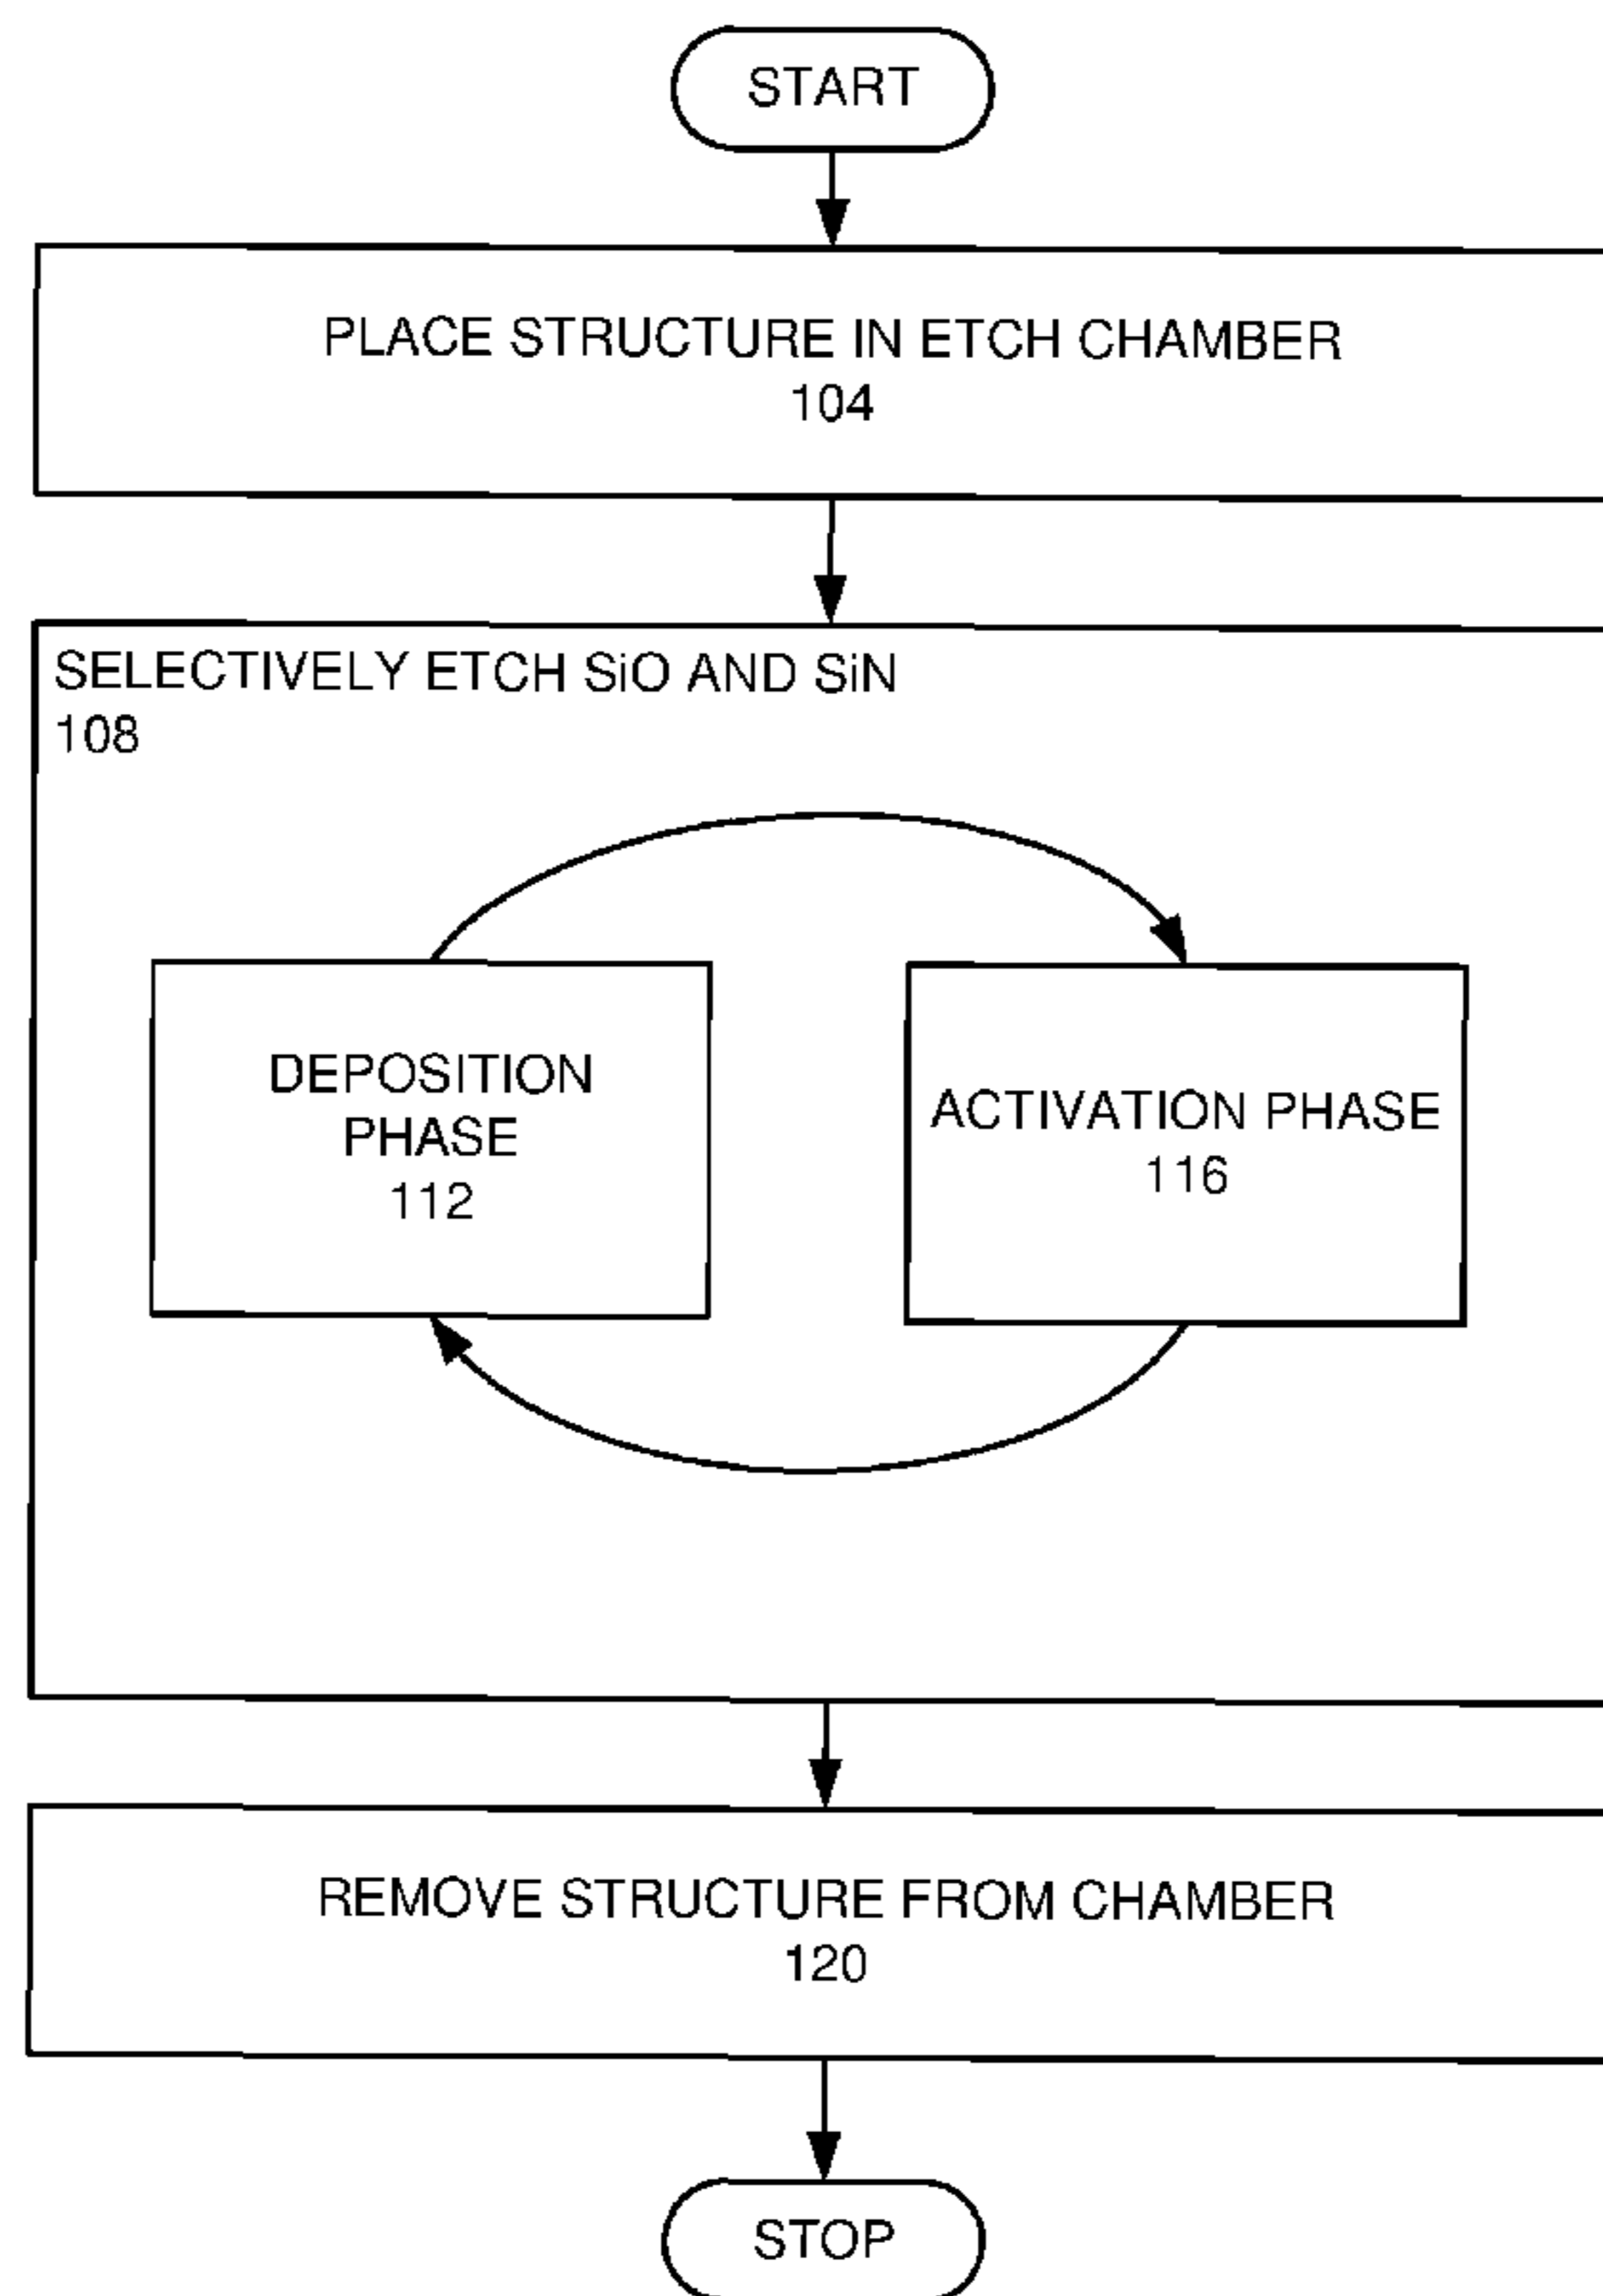 START
PLACE STRUCTURE IN ETCH CHAMBER
104
SELECTIVELY ETCH SiO AND SiN
108
DEPOSITION
PHASE
112
ACTIVATION PHASE
116
REMOVE STRUCTURE FROM CHAMBER
120
STOP